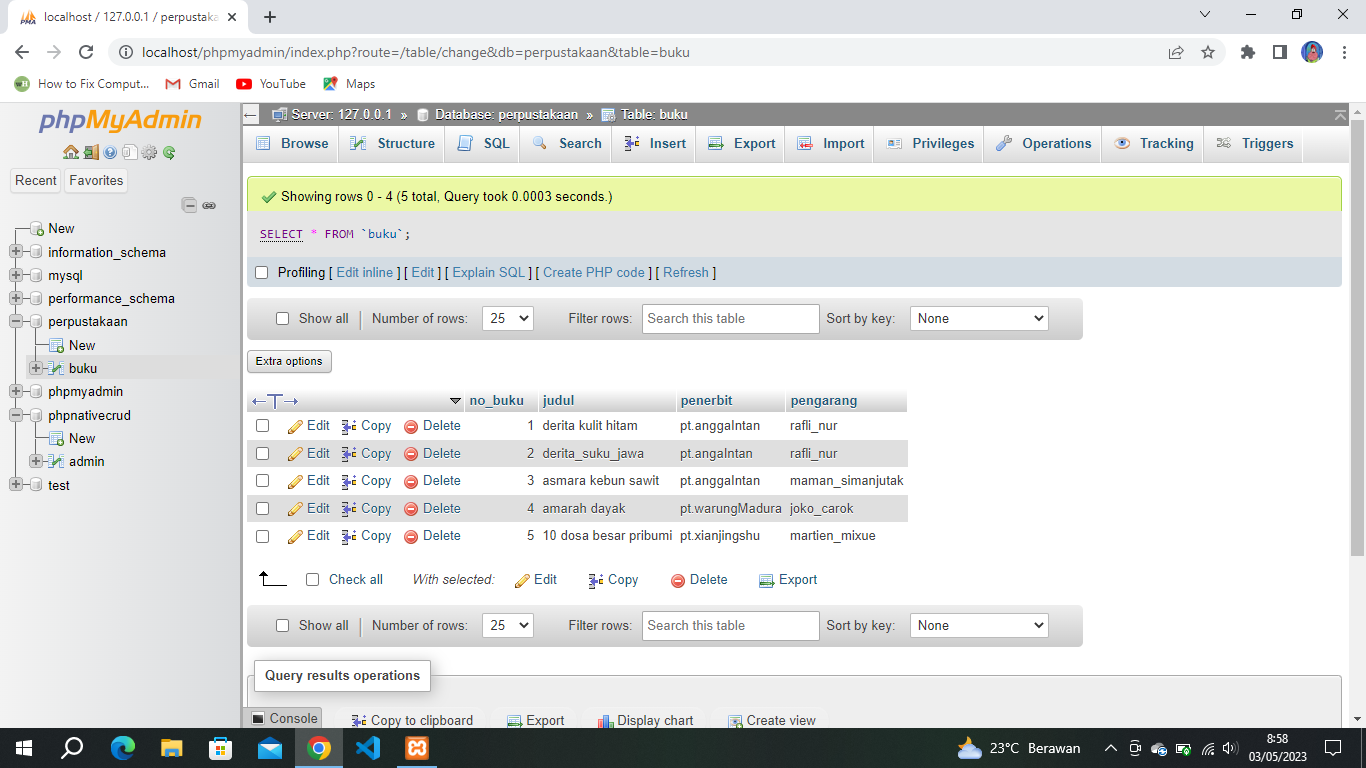 localhost / 127.0.0.1 / perpustaka
localhost/phpmyadmin/index.php?route=/table/change&db=perpustakaan&table=buku
How to Fix Comput... Gmail YouTube Maps
phpMyAdmin
Recent Favorites
New
information_schema
mysql
performance_schema
perpustakaan
New
buku
phpmyadmin
phpnativecrud
New
admin
test
Server: 127.0.0.1 » Database: perpustakaan » Table: buku
Browse Structure SQL Search Insert Export Import Privileges Operations Tracking Triggers
Showing rows 0 - 4 (5 total, Query took 0.0003 seconds.)
SELECT * FROM `buku`;
Profiling [ Edit inline ] [ Edit ] [ Explain SQL ] [ Create PHP code ] [ Refresh ]
Show all | Number of rows: 25 Filter rows: Search this table Sort by key: None
Extra options
←T→ no_buku judul penerbit pengarang
Edit Copy Delete 1 derita kulit hitam pt.anggaIntan rafli_nur
Edit Copy Delete 2 derita_suku_jawa pt.angaIntan rafli_nur
Edit Copy Delete 3 asmara kebun sawit pt.anggaIntan maman_simanjutak
Edit Copy Delete 4 amarah dayak pt.warungMadura joko_carok
Edit Copy Delete 5 10 dosa besar pribumi pt.xianjingshu martien_mixue
Check all With selected: Edit Copy Delete Export
Show all | Number of rows: 25 Filter rows: Search this table Sort by key: None
Query results operations
Console Copy to clipboard Export Display chart Create view
23°C Berawan
8:58
03/05/2023